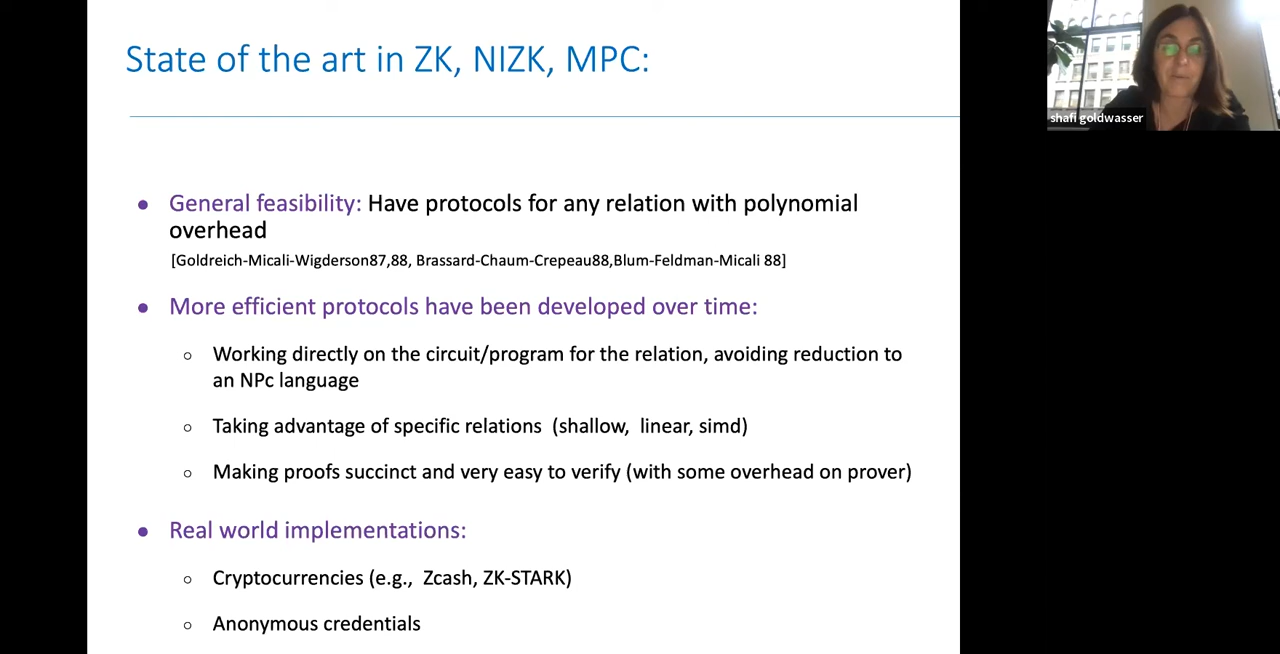 State of the art in ZK, NIZK, MPC:
shafi goldwasser
● General feasibility: Have protocols for any relation with polynomial
overhead
[Goldreich-Micali-Wigderson87,88, Brassard-Chaum-Crepeau88,Blum-Feldman-Micali 88]
● More efficient protocols have been developed over time:
○ Working directly on the circuit/program for the relation, avoiding reduction to
an NPc language
○ Taking advantage of specific relations (shallow, linear, simd)
○ Making proofs succinct and very easy to verify (with some overhead on prover)
● Real world implementations:
○ Cryptocurrencies (e.g., Zcash, ZK-STARK)
○ Anonymous credentials